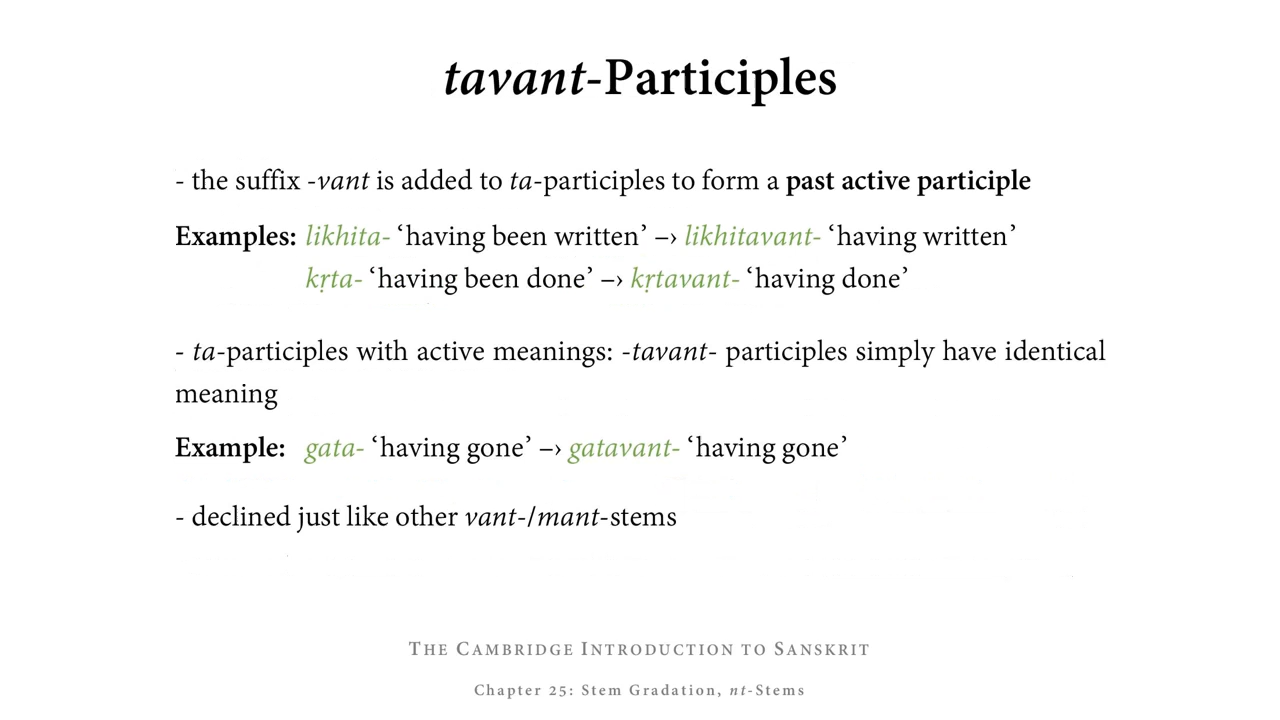 tavant-Participles
- the suffix -vant is added to ta-participles to form a past active participle
Examples: likhita- ‘having been written’ –› likhitavant- ‘having written’
kṛta- ‘having been done’ –› kṛtavant- ‘having done’
- ta-participles with active meanings: -tavant- participles simply have identical
meaning
Example: gata- ‘having gone’ –› gatavant- ‘having gone’
- declined just like other vant-/mant-stems
The Cambridge Introduction to Sanskrit
Chapter 25: Stem Gradation, nt-Stems